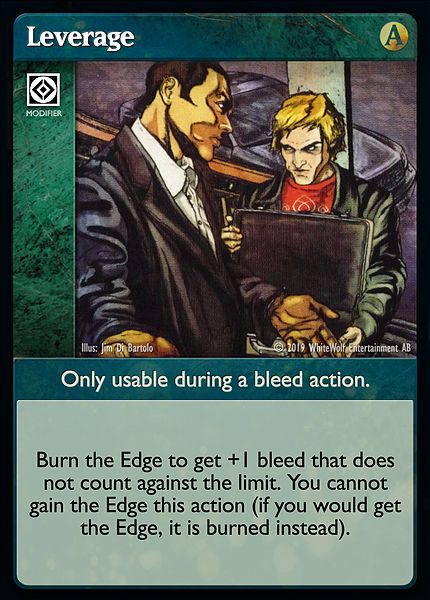 Leverage
A
MODIFIER
Illus: Jim Di Bartolo
© 2019 WhiteWolf Entertainment AB
Only usable during a bleed action.
Burn the Edge to get +1 bleed that does
not count against the limit. You cannot
gain the Edge this action (if you would get
the Edge, it is burned instead).